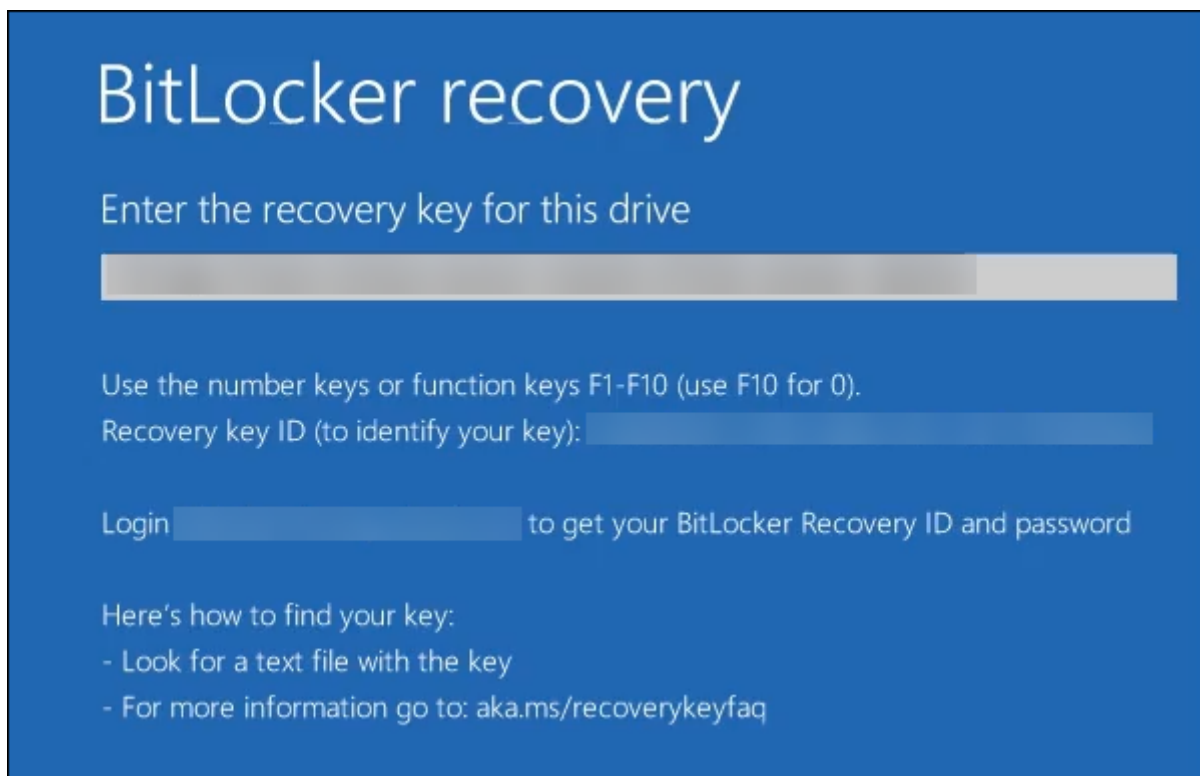 BitLocker recovery
Enter the recovery key for this drive
Use the number keys or function keys F1-F10 (use F10 for 0).
Recovery key ID (to identify your key):
Login to get your BitLocker Recovery ID and password
Here's how to find your key:
- Look for a text file with the key
- For more information go to: aka.ms/recoverykeyfaq